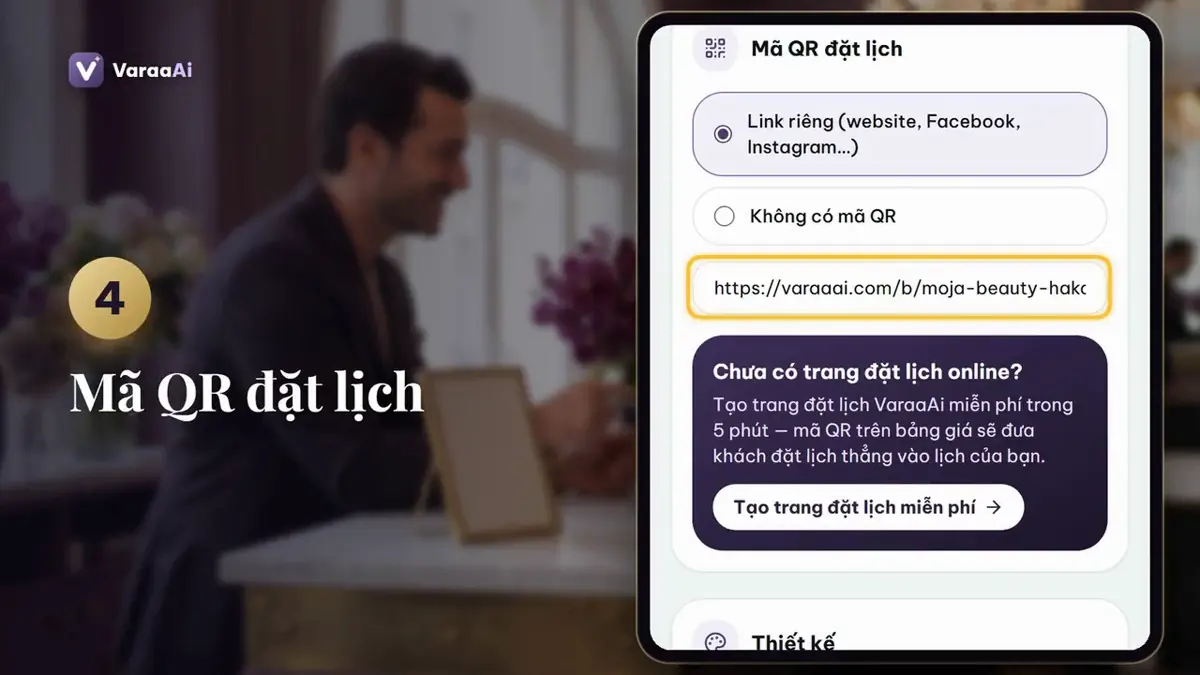 VaraaAi
4
Mã QR đặt lịch
Mã QR đặt lịch
Link riêng (website, Facebook,
Instagram...)
Không có mã QR
https://varaaai.com/b/moja-beauty-hak
Chưa có trang đặt lịch online?
Tạo trang đặt lịch VaraaAi miễn phí trong
5 phút — mã QR trên bảng giá sẽ đưa
khách đặt lịch thẳng vào lịch của bạn.
Tạo trang đặt lịch miễn phí →
Thiết kế